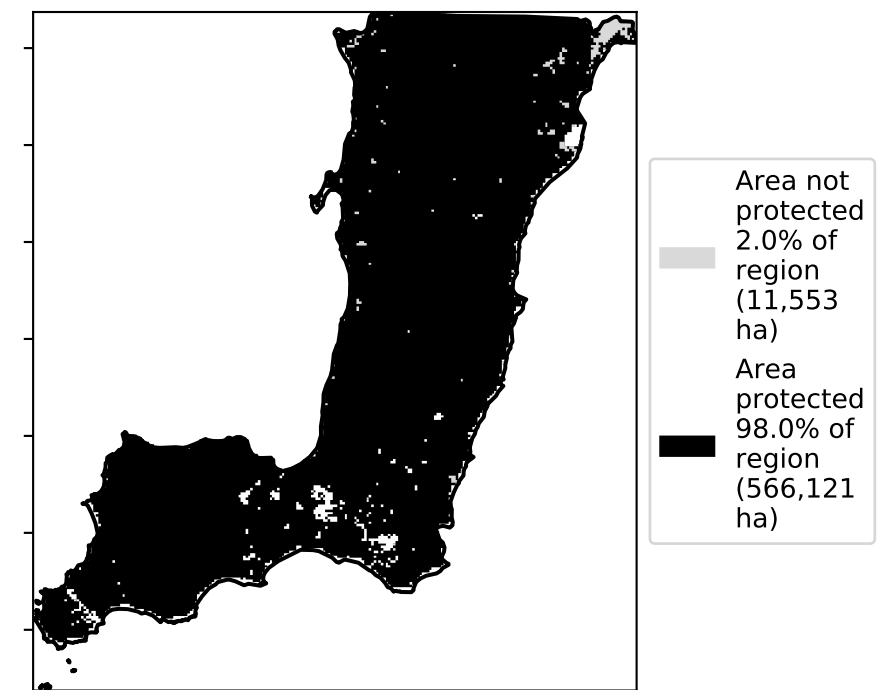 Area not
protected
2.0% of
region
(11,553
ha)
Area
protected
98.0% of
region
(566,121
ha)